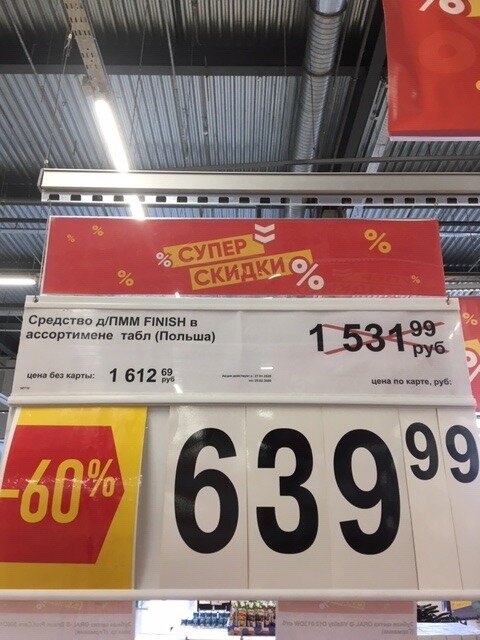 %
%
СУПЕР
СКИДКИ
%
%
%
%
%
%
Средство д/ПММ FINISH в
ассортимене табл (Польша)
1 531 99
руб
цена без карты: 1 612 69
руб
цена по карте, руб:
-60%
639 99